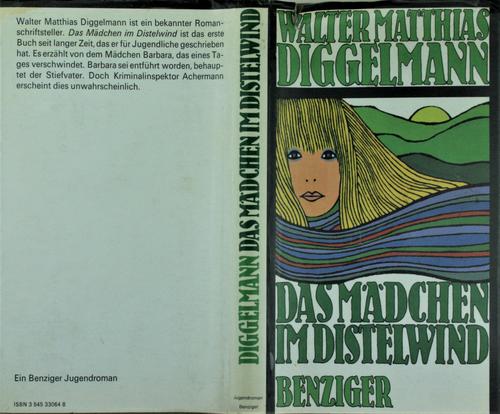 Walter Matthias Diggelmann ist ein bekannter Roman-
schriftsteller. Das Mädchen im Distelwind ist das erste
Buch seit langer Zeit, das er für Jugendliche geschrieben
hat. Es erzählt von dem Mädchen Barbara, das eines Ta-
ges verschwindet. Barbara sei entführt worden, behaup-
tet der Stiefvater. Doch Kriminalinspektor Achermann
erscheint dies unwahrscheinlich.
Ein Benziger Jugendroman
ISBN 3 545 33064 8
DIGGELMANN DAS MÄDCHEN IM DISTELWIND
Jugendroman
Benziger
WALTER MATTHIAS
DIGGELMANN
DAS MÄDCHEN
IM DISTELWIND
BENZIGER